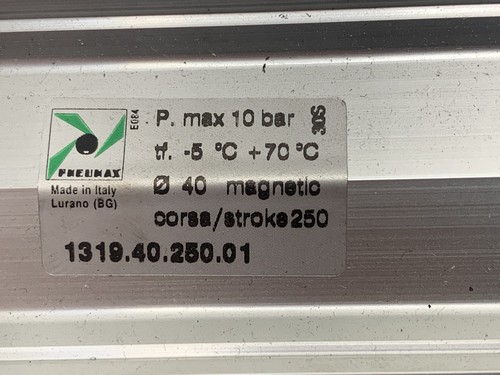 PNEUMAX
Made in Italy
Lurano (BG)
E084
P. max 10 bar
30S
tf. -5 °C +70 °C
Ø 40 magnetic
corsa/stroke 250
1319.40.250.01